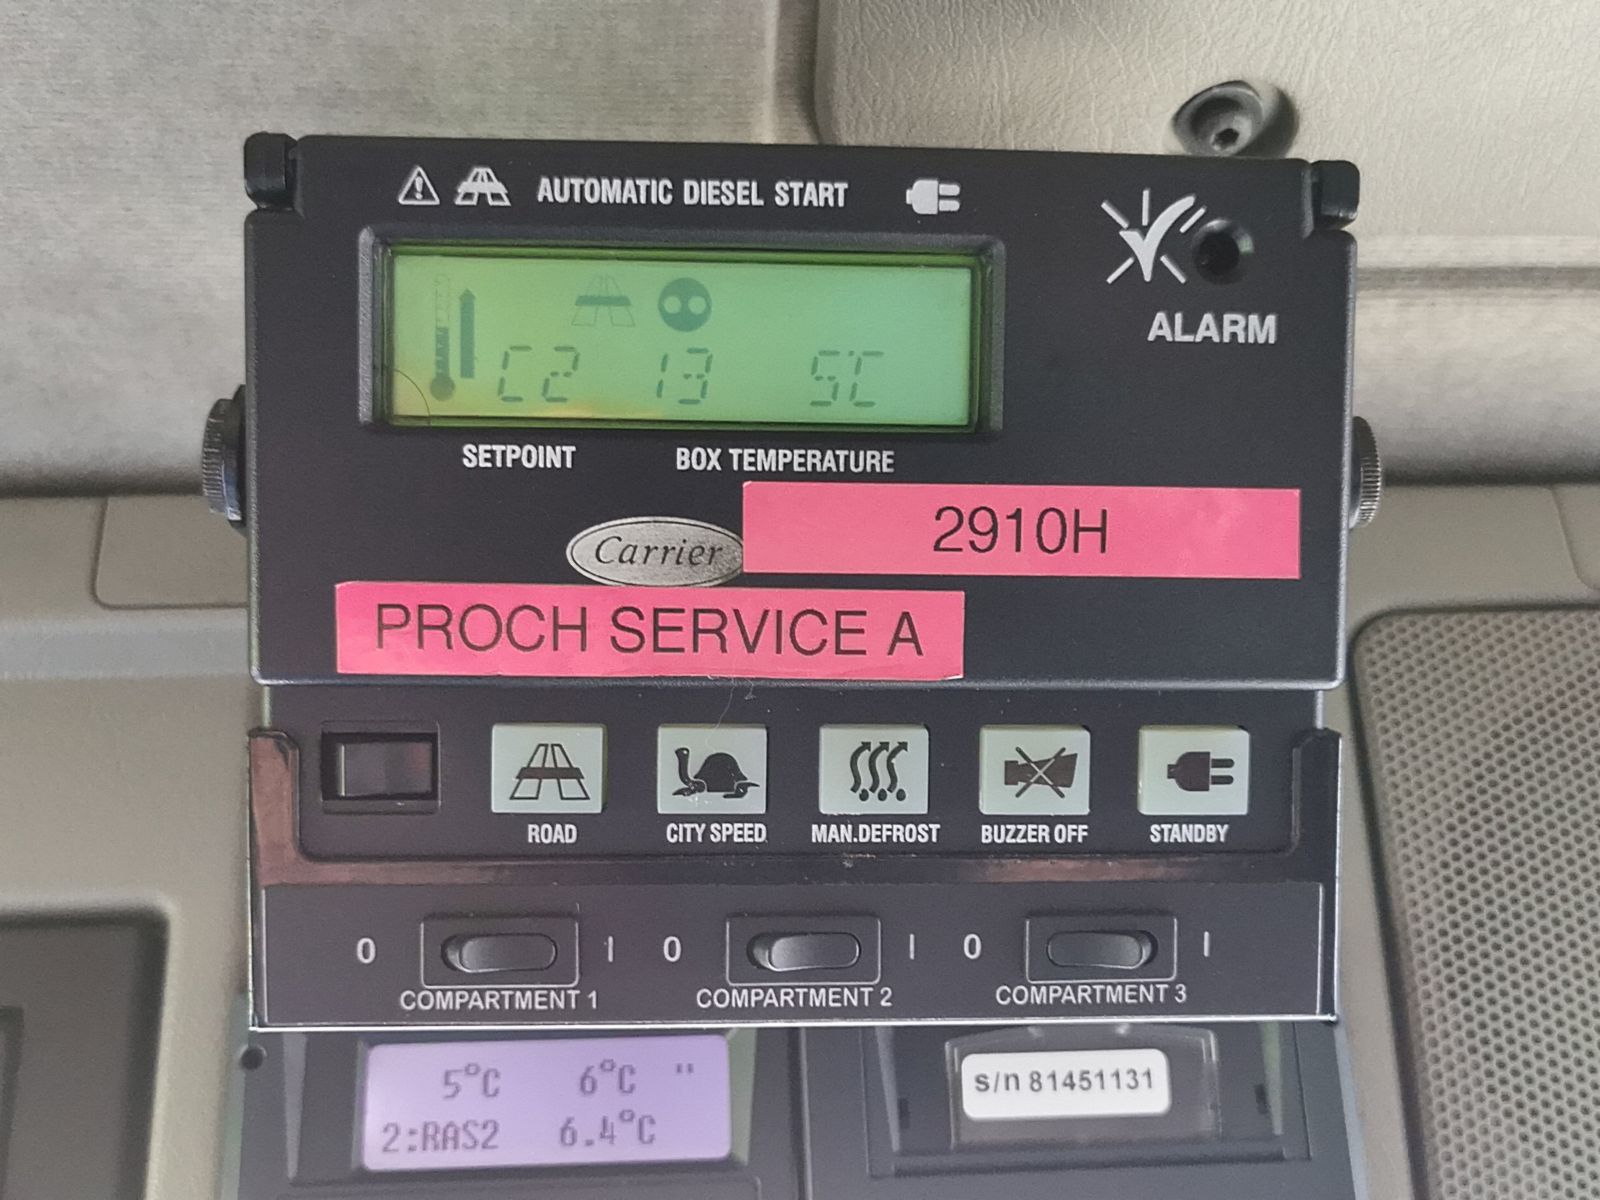 AUTOMATIC DIESEL START
ALARM
C2 13 5C
SETPOINT
BOX TEMPERATURE
2910H
Carrier
PROCH SERVICE A
ROAD
CITY SPEED
MAN.DEFROST
BUZZER OFF
STANDBY
0 I
0 I
0 I
COMPARTMENT 1
COMPARTMENT 2
COMPARTMENT 3
5°C 6°C "
2:RAS2 6.4°C
s/n 81451131